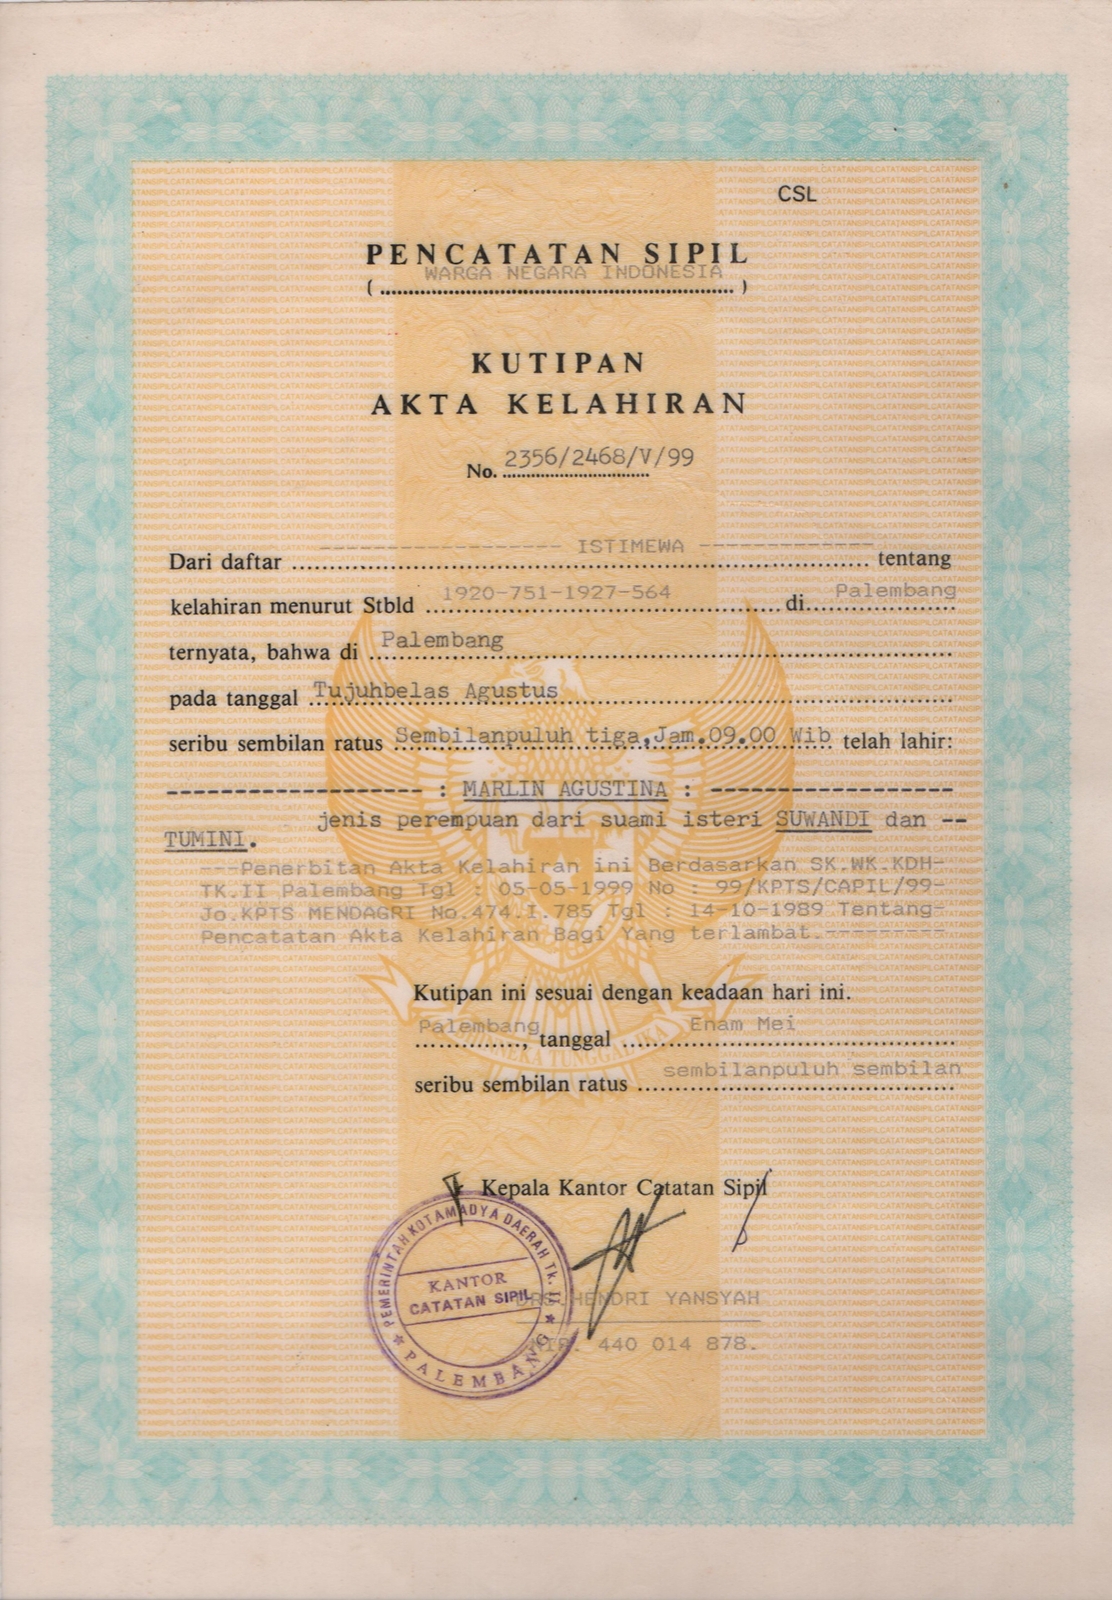 CSL
PENCATATAN SIPIL
( WARGA NEGARA INDONESIA )
KUTIPAN
AKTA KELAHIRAN
No. 2356/2468/V/99
Dari daftar ------------------ ISTIMEWA ------------- tentang
kelahiran menurut Stbld 1920-751-1927-564 di Palembang
ternyata, bahwa di Palembang
pada tanggal Tujuhbelas Agustus
seribu sembilan ratus Sembilanpuluh tiga,Jam.09.00 Wib telah lahir:
------------------- : MARLIN AGUSTINA : ----------------
jenis perempuan dari suami isteri SUWANDI dan --
TUMINI.
---Penerbitan Akta Kelahiran ini Berdasarkan SK.WK.KDH-
TK.II Palembang Tgl : 05-05-1999 No : 99/KPTS/CAPIL/99-
Jo.KPTS MENDAGRI No.474.I.785 Tgl : 14-10-1989 Tentang-
Pencatatan Akta Kelahiran Bagi Yang terlambat.---------
Kutipan ini sesuai dengan keadaan hari ini.
Palembang, tanggal Enam Mei
seribu sembilan ratus sembilanpuluh sembilan
Kepala Kantor Catatan Sipil
PEMERINTAH KOTAMADYA DAERAH Tk. II
KANTOR
CATATAN SIPIL
PALEMBANG
DRS.HENDRI YANSYAH
NIP. 440 014 878.